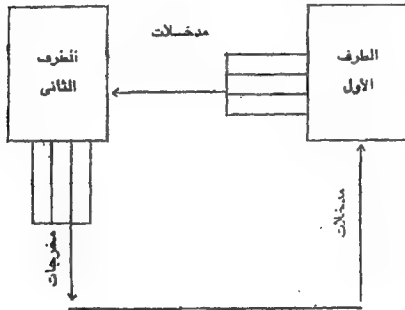 الطرف
الأول
مدخلات
الطرف
الثانى
مخرجات
مدخلات